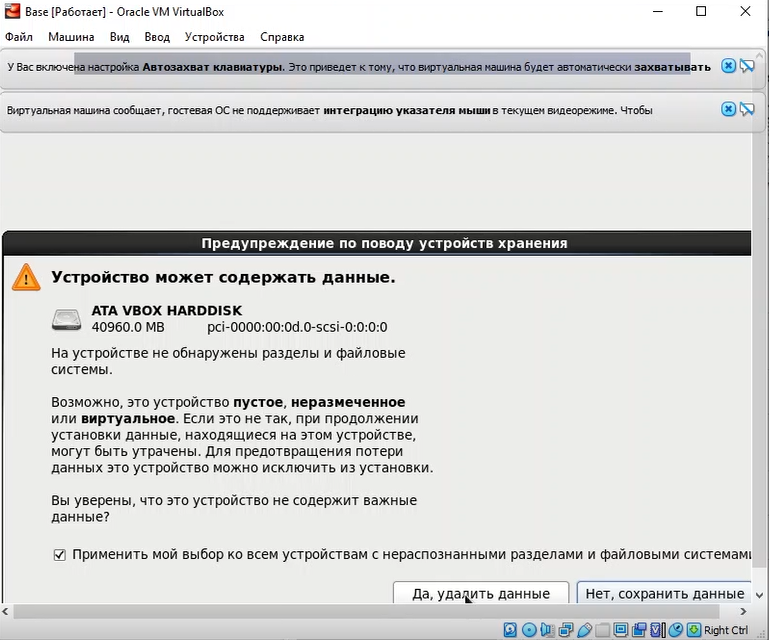 Base [Работает] - Oracle VM VirtualBox
Файл Машина Вид Ввод Устройства Справка
У Вас включена настройка Автозахват клавиатуры. Это приведет к тому, что виртуальная машина будет автоматически захватывать
Виртуальная машина сообщает, гостевая ОС не поддерживает интеграцию указателя мыши в текущем видеорежиме. Чтобы
Предупреждение по поводу устройств хранения
Устройство может содержать данные.
ATA VBOX HARDDISK
40960.0 MB pci-0000:00:0d.0-scsi-0:0:0:0
На устройстве не обнаружены разделы и файловые
системы.
Возможно, это устройство пустое, неразмеченное
или виртуальное. Если это не так, при продолжении
установки данные, находящиеся на этом устройстве,
могут быть утрачены. Для предотвращения потери
данных это устройство можно исключить из установки.
Вы уверены, что это устройство не содержит важные
данные?
Применить мой выбор ко всем устройствам с нераспознанными разделами и файловыми системами
Да, удалить данные Нет, сохранить данные
Right Ctrl